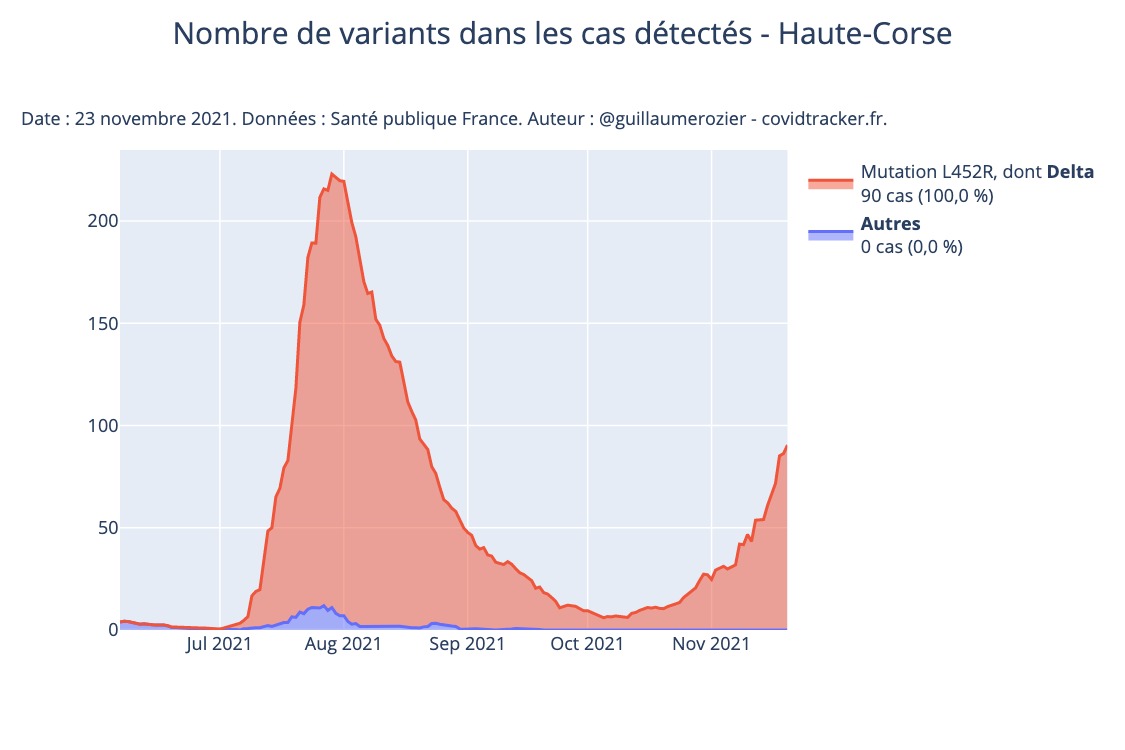 Nombre de variants dans les cas détectés - Haute-Corse
Date : 23 novembre 2021. Données : Santé publique France. Auteur : @guillaumerozier - covidtracker.fr.
Mutation L452R, dont Delta
90 cas (100,0 %)
Autres
0 cas (0,0 %)
200
150
100
50
0
Jul 2021 Aug 2021 Sep 2021 Oct 2021 Nov 2021